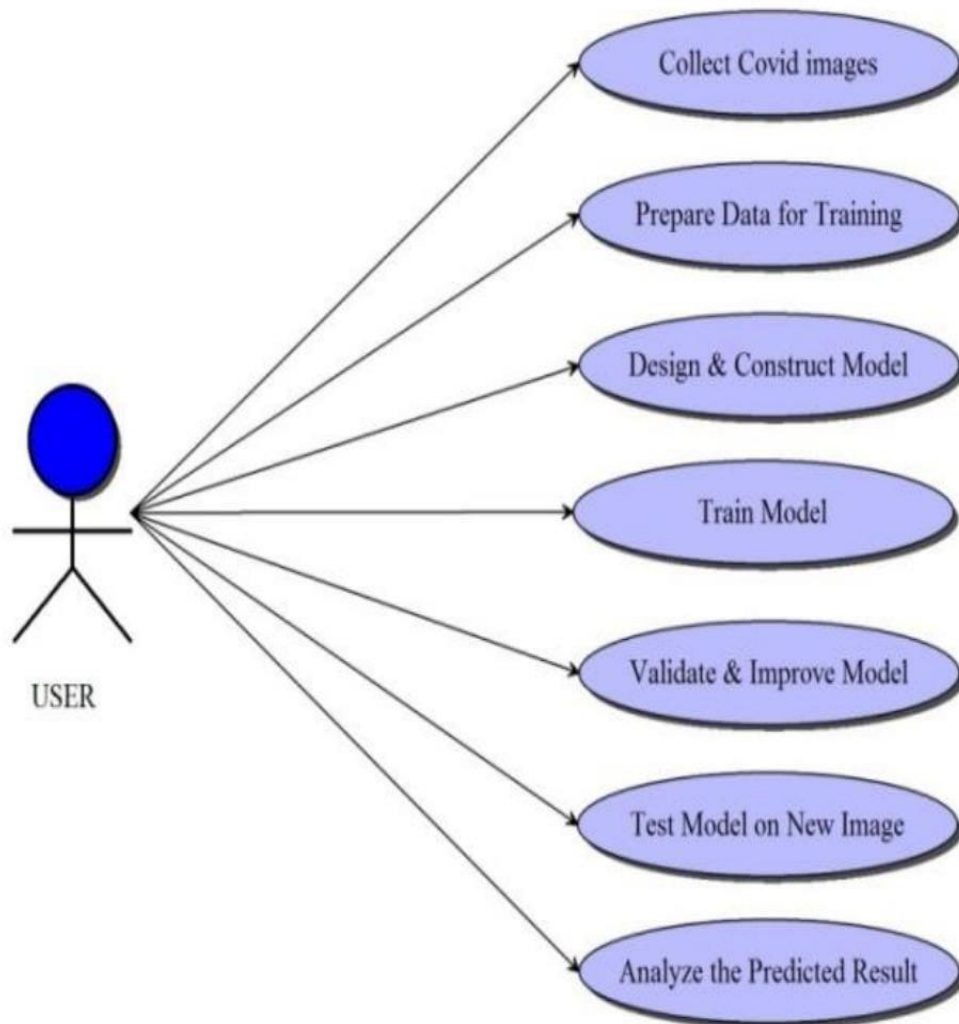 Collect Covid images
Prepare Data for Training
Design & Construct Model
Train Model
Validate & Improve Model
USER
Test Model on New Image
Analyze the Predicted Result